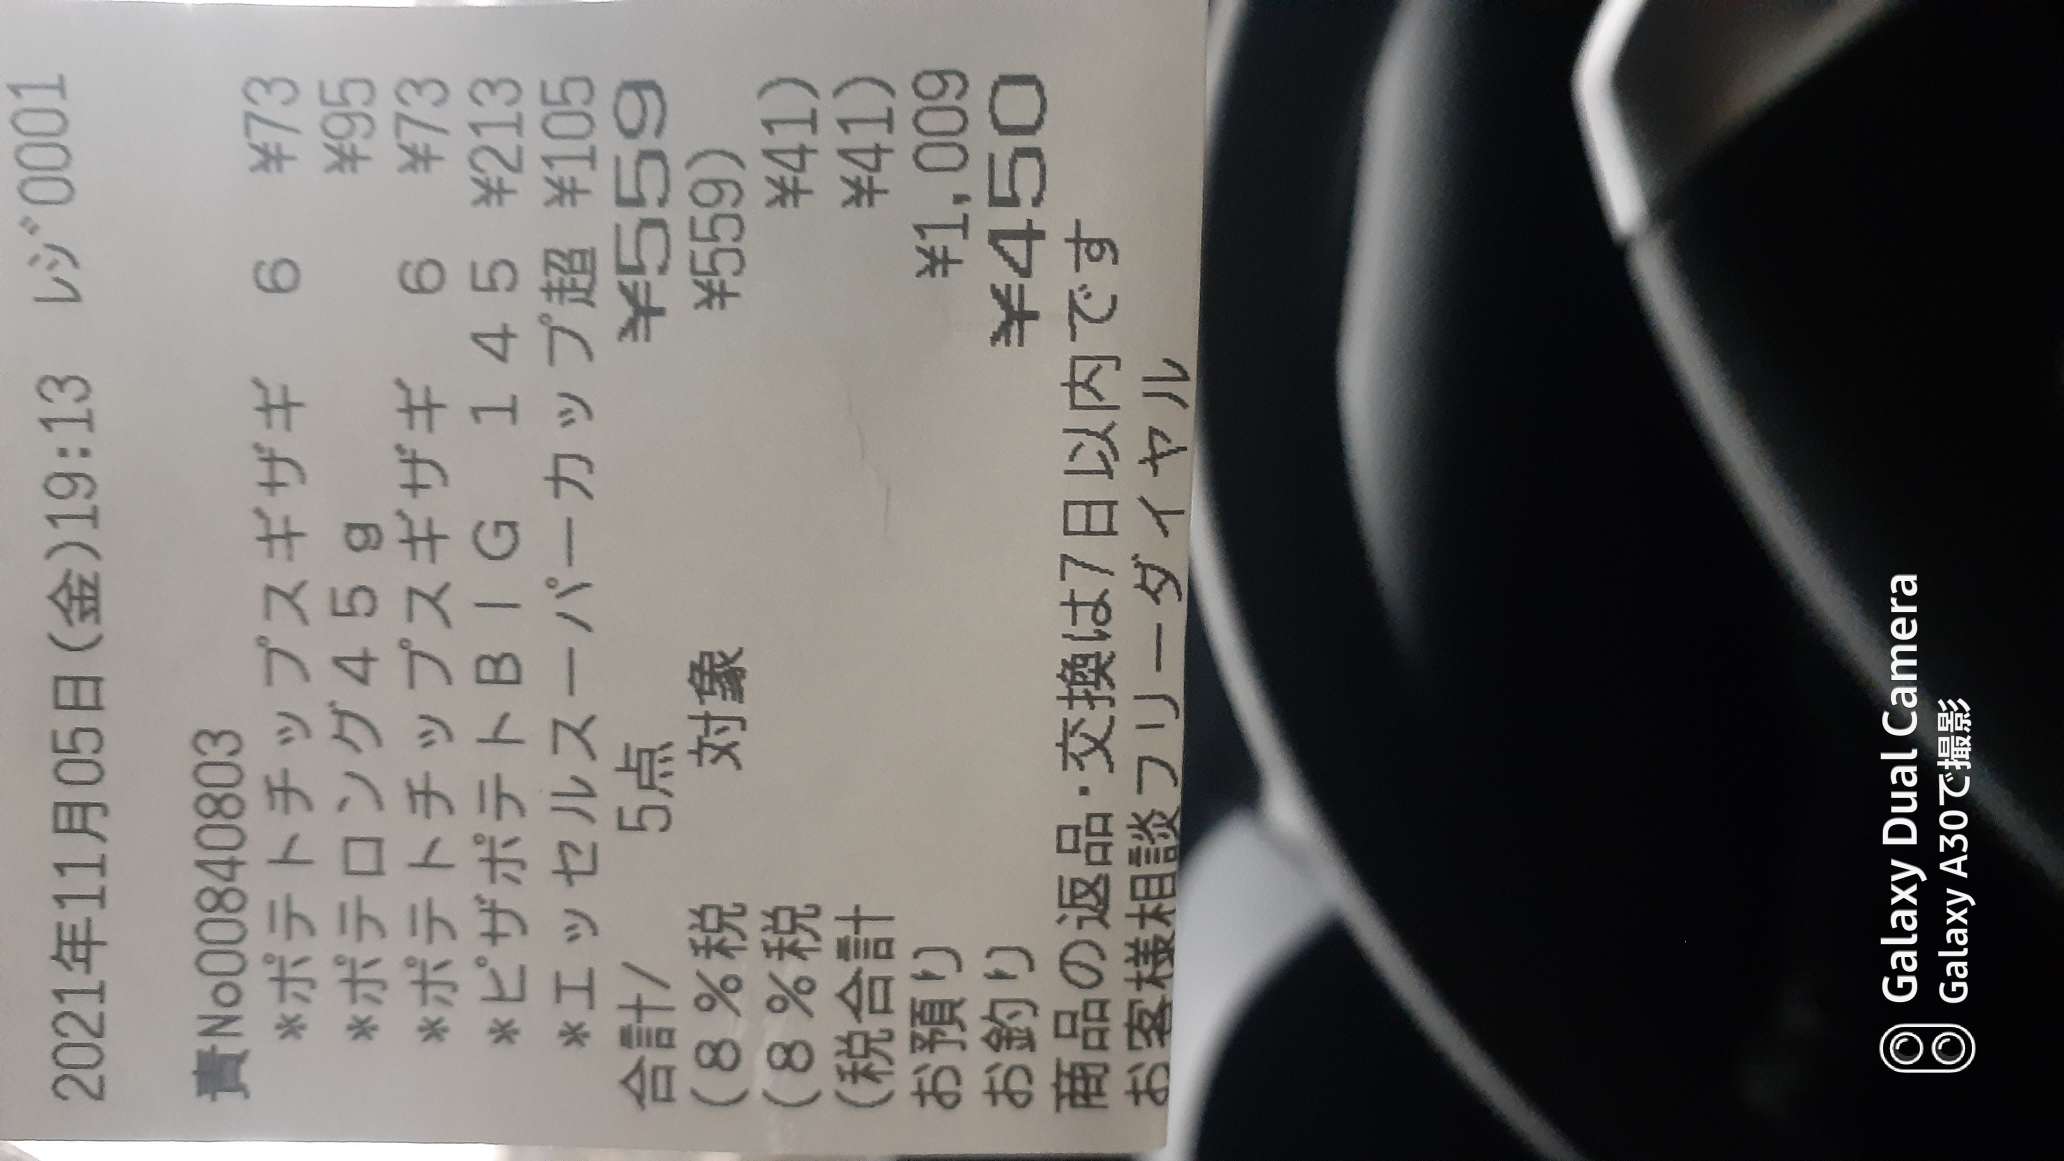 2021年11月05日(金)19:13 レジ0001
責No00840803
*ポテトチップスギザギ 6 ¥73
*ポテロング45g ¥95
*ポテトチップスギザギ 6 ¥73
*ピザポテトBIG 145 ¥213
*エッセルスーパーカップ超 ¥105
合計/ 5点 ¥559
(8%税 対象 ¥559)
(8%税 ¥41)
(税合計 ¥41)
お預り ¥1,009
お釣り ¥450
商品の返品・交換は7日以内です
お客様相談フリーダイヤル
Galaxy Dual Camera
Galaxy A30で撮影